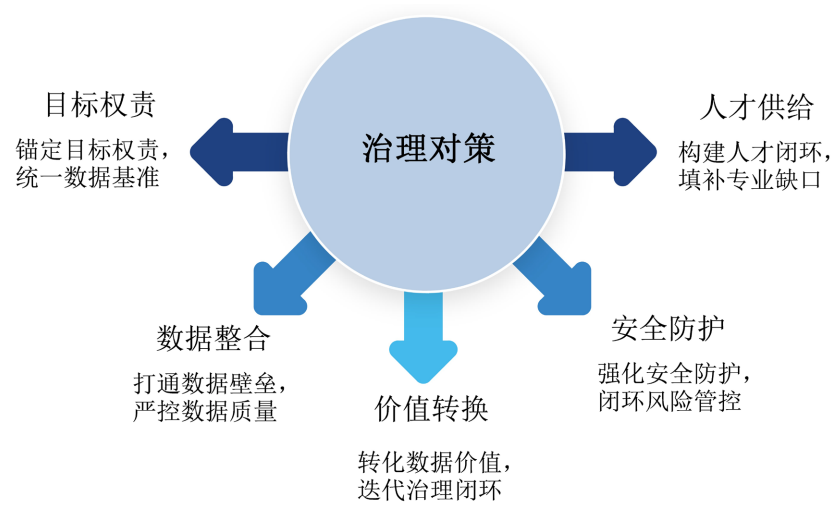 治理对策
目标权责
锚定目标权责，
统一数据基准
人才供给
构建人才闭环，
填补专业缺口
数据整合
打通数据壁垒，
严控数据质量
价值转换
转化数据价值，
迭代治理闭环
安全防护
强化安全防护，
闭环风险管控